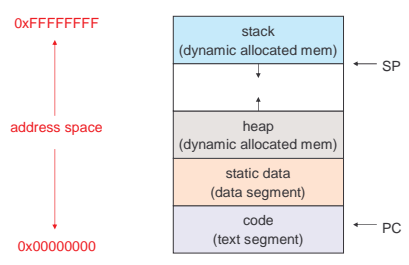 0xFFFFFFFF
address space
0x00000000
stack
(dynamic allocated mem)
SP
heap
(dynamic allocated mem)
static data
(data segment)
code
(text segment)
PC